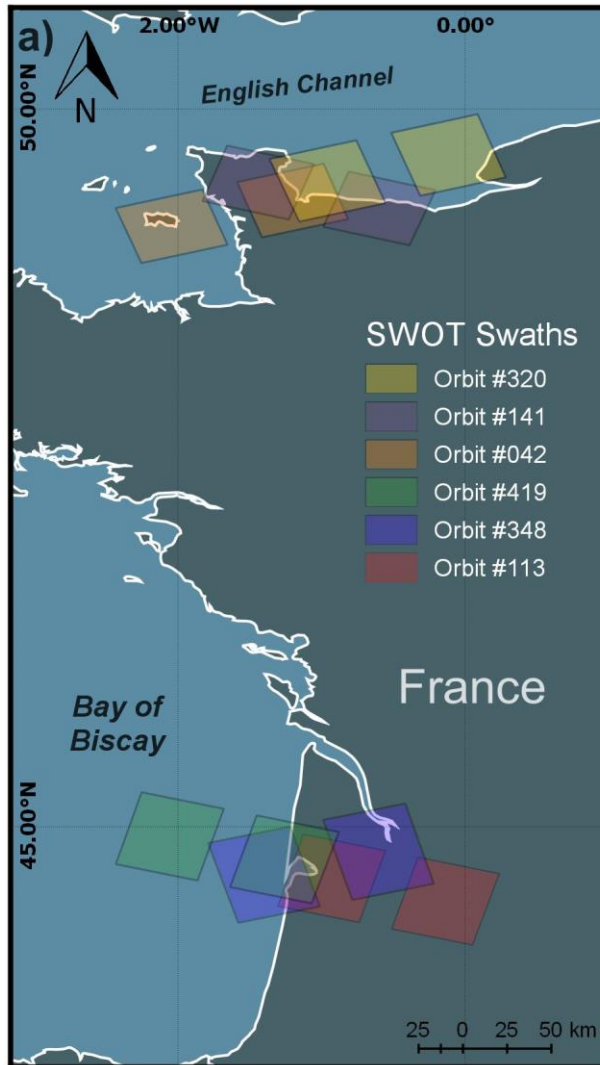 a)
2.00°W
0.00°
N
English Channel
50.00°N
SWOT Swaths
Orbit #320
Orbit #141
Orbit #042
Orbit #419
Orbit #348
Orbit #113
France
Bay of
Biscay
45.00°N
25 0 25 50 km